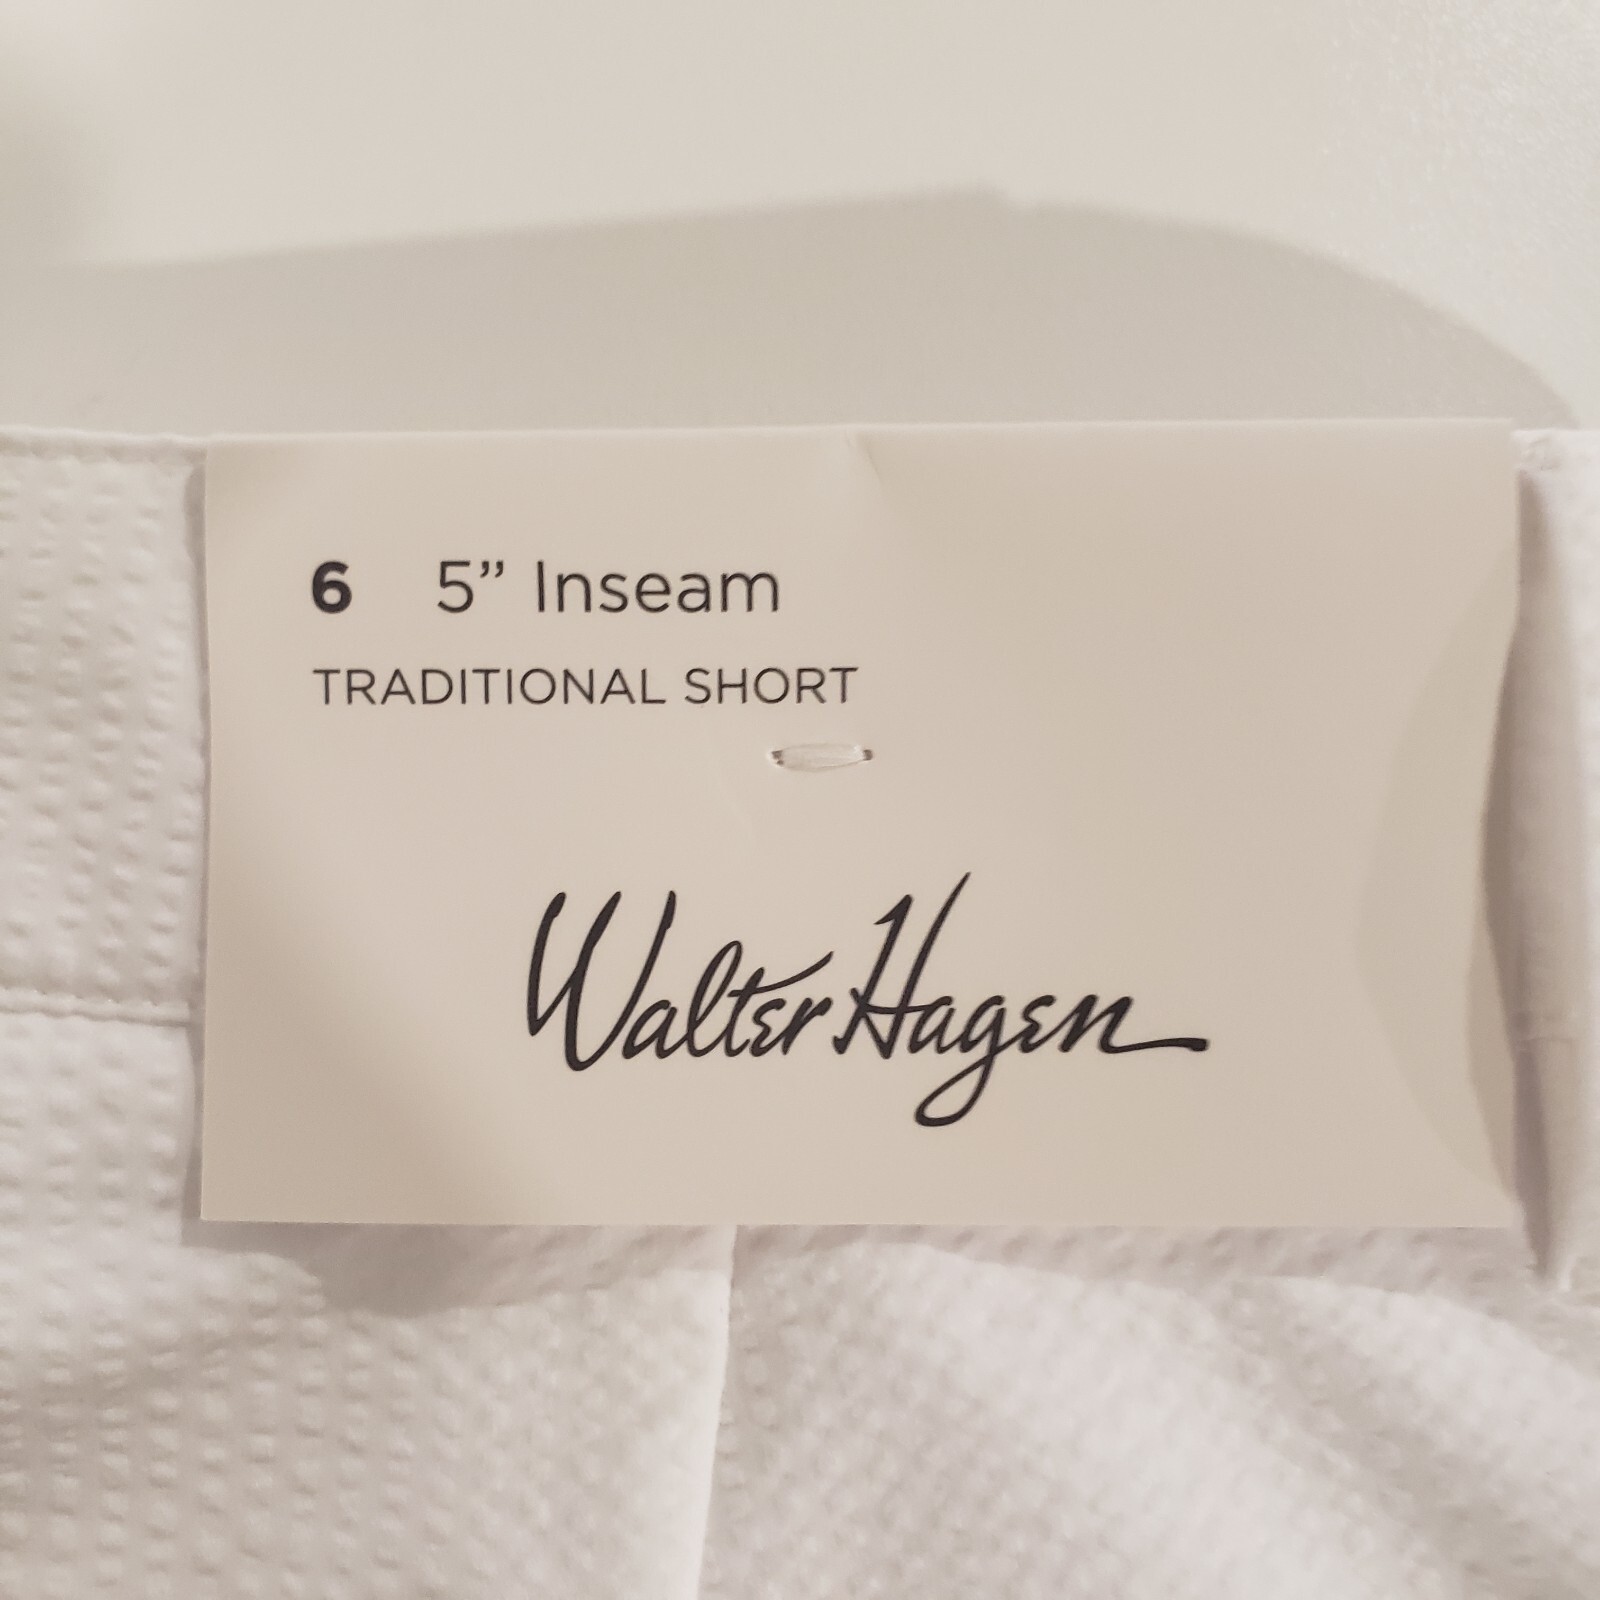 6 5” Inseam
TRADITIONAL SHORT
Walter Hagen